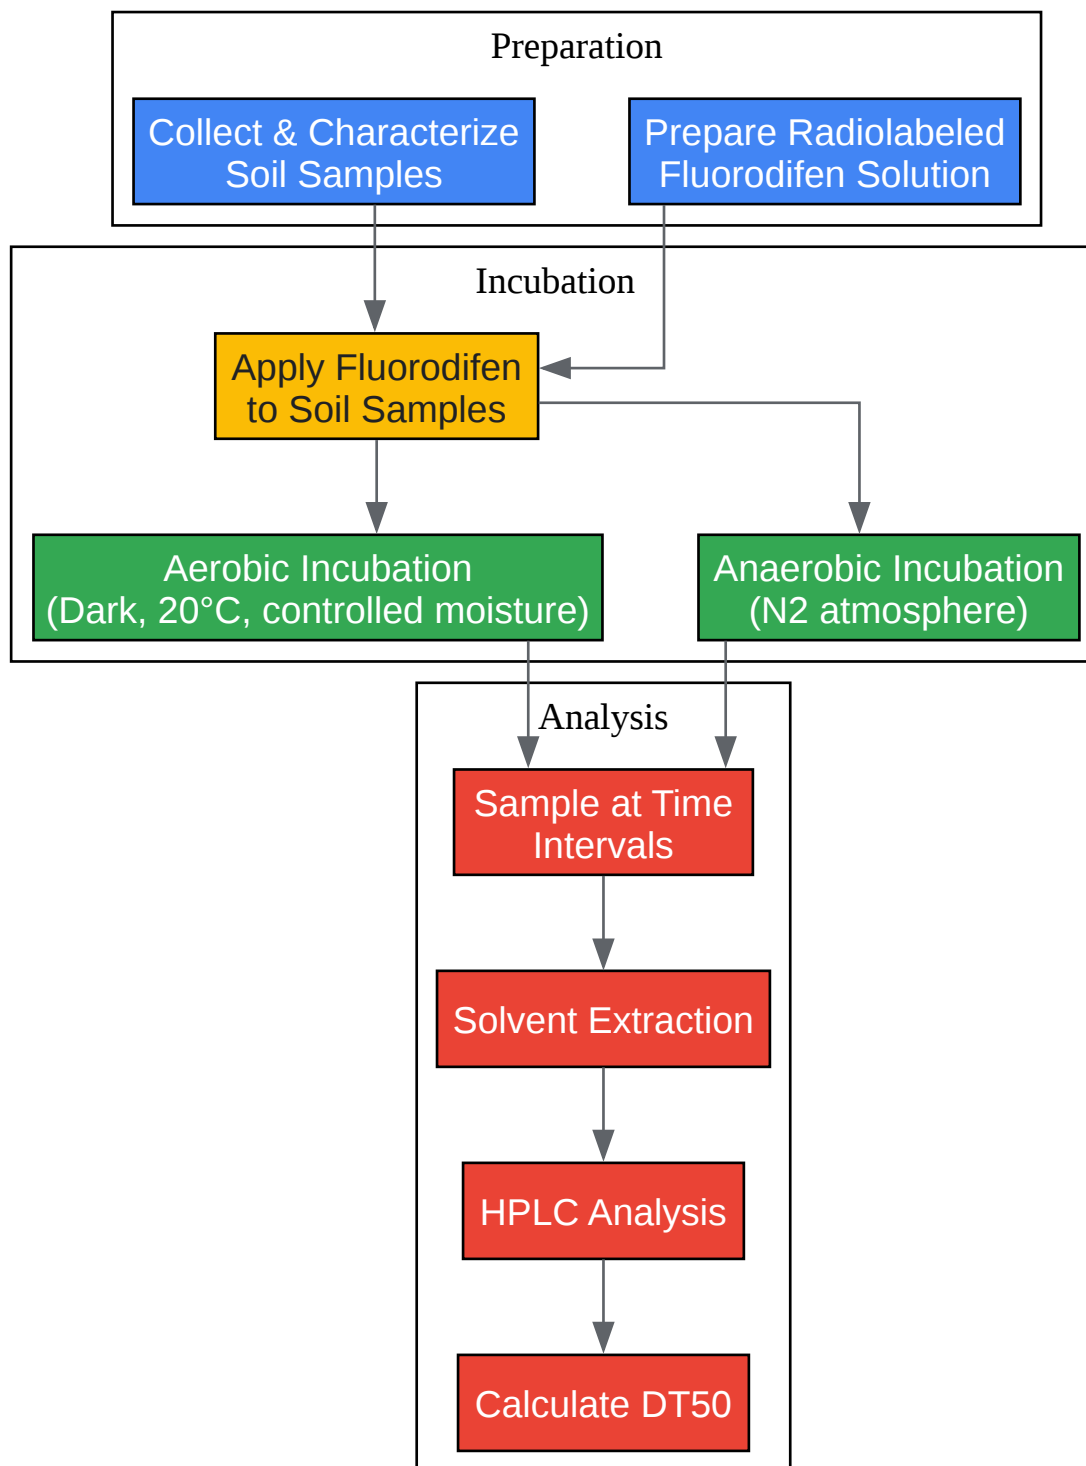 Preparation
Collect & Characterize
Soil Samples
Prepare Radiolabeled
Fluorodifen Solution
Incubation
Apply Fluorodifen
to Soil Samples
Aerobic Incubation
(Dark, 20°C, controlled moisture)
Anaerobic Incubation
(N2 atmosphere)
Analysis
Sample at Time
Intervals
Solvent Extraction
HPLC Analysis
Calculate DT50